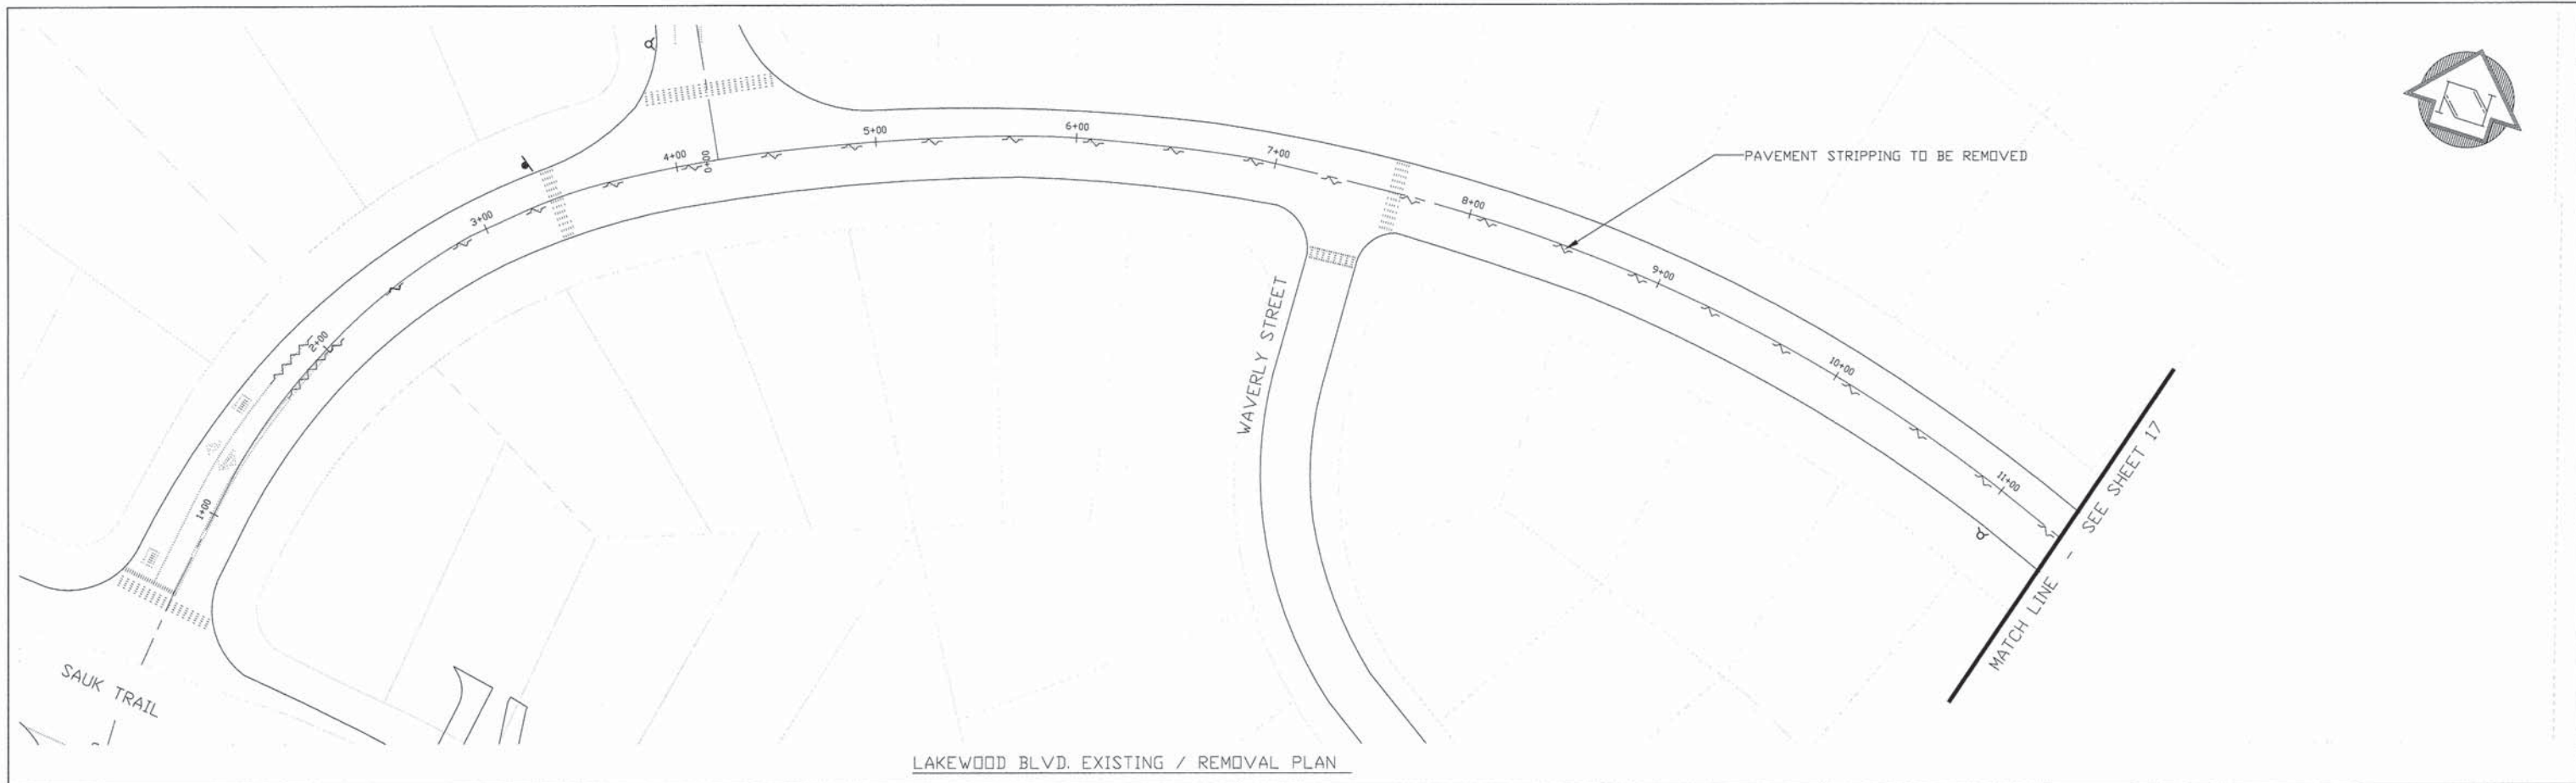 5+00
6+00
4+00
0+00
7+00
PAVEMENT STRIPPING TO BE REMOVED
3+00
8+00
9+00
2+00
WAVERLY STREET
10+00
11+00
1+00
MATCH LINE - SEE SHEET 17
SAUK TRAIL
N
LAKEWOOD BLVD. EXISTING / REMOVAL PLAN